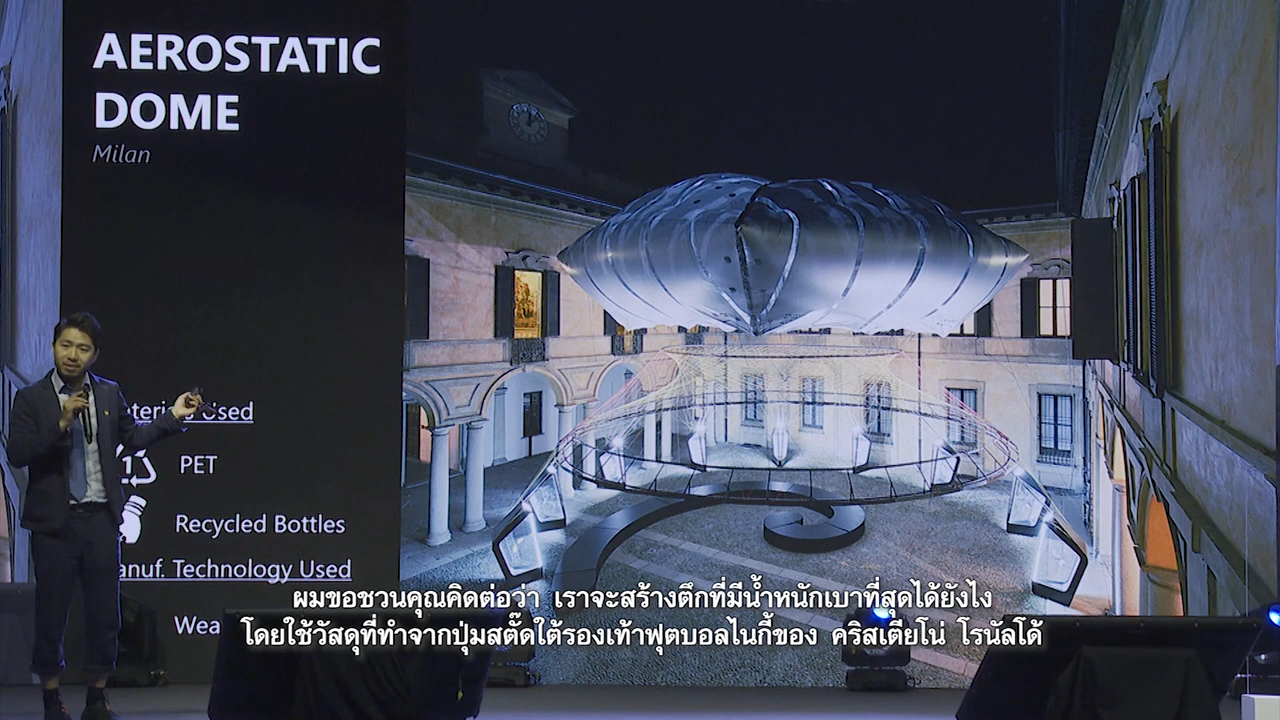 AEROSTATIC
DOME
Milan
Used
1
PET
Recycled Bottles
Technology Used
ผมขอชวนคุณคิดต่อว่า เราจะสร้างตึกที่มีน้ำหนักเบาที่สุดได้ยังไง
โดยใช้วัสดุที่ทำจากปุ่มสตั๊ดใต้รองเท้าฟุตบอลไนกี้ของ คริสเตียโน่ โรนัลโด้